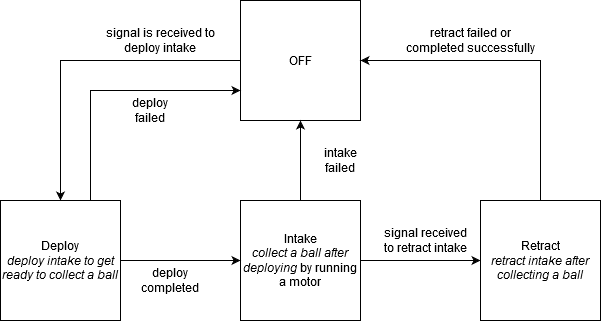 signal is received to
deploy intake
OFF
retract failed or
completed successfully
deploy
failed
intake
failed
Deploy
deploy intake to get
ready to collect a ball
deploy
completed
Intake
collect a ball after
deploying by running
a motor
signal received
to retract intake
Retract
retract intake after
collecting a ball